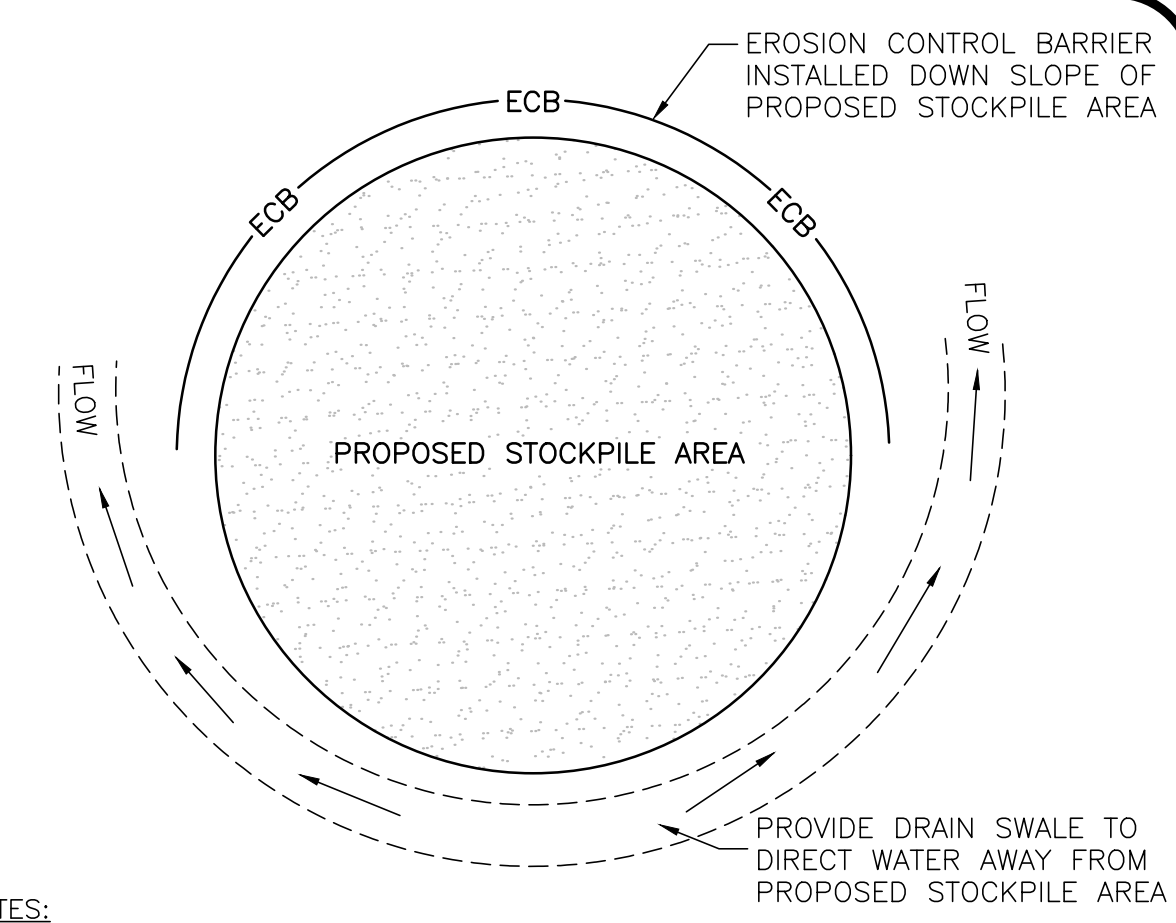 EROSION CONTROL BARRIER
INSTALLED DOWN SLOPE OF
PROPOSED STOCKPILE AREA
ECB
ECB
ECB
FLOW
FLOW
PROPOSED STOCKPILE AREA
PROVIDE DRAIN SWALE TO
DIRECT WATER AWAY FROM
PROPOSED STOCKPILE AREA
TES: